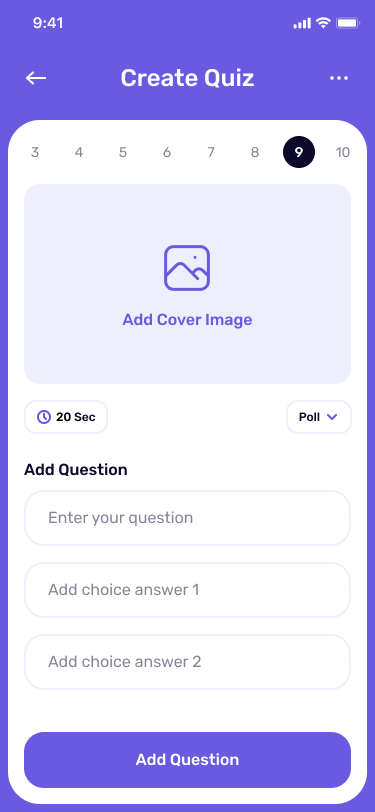 9:41
Create Quiz
3 4 5 6 7 8 9 10
Add Cover Image
20 Sec
Poll
Add Question
Enter your question
Add choice answer 1
Add choice answer 2
Add Question